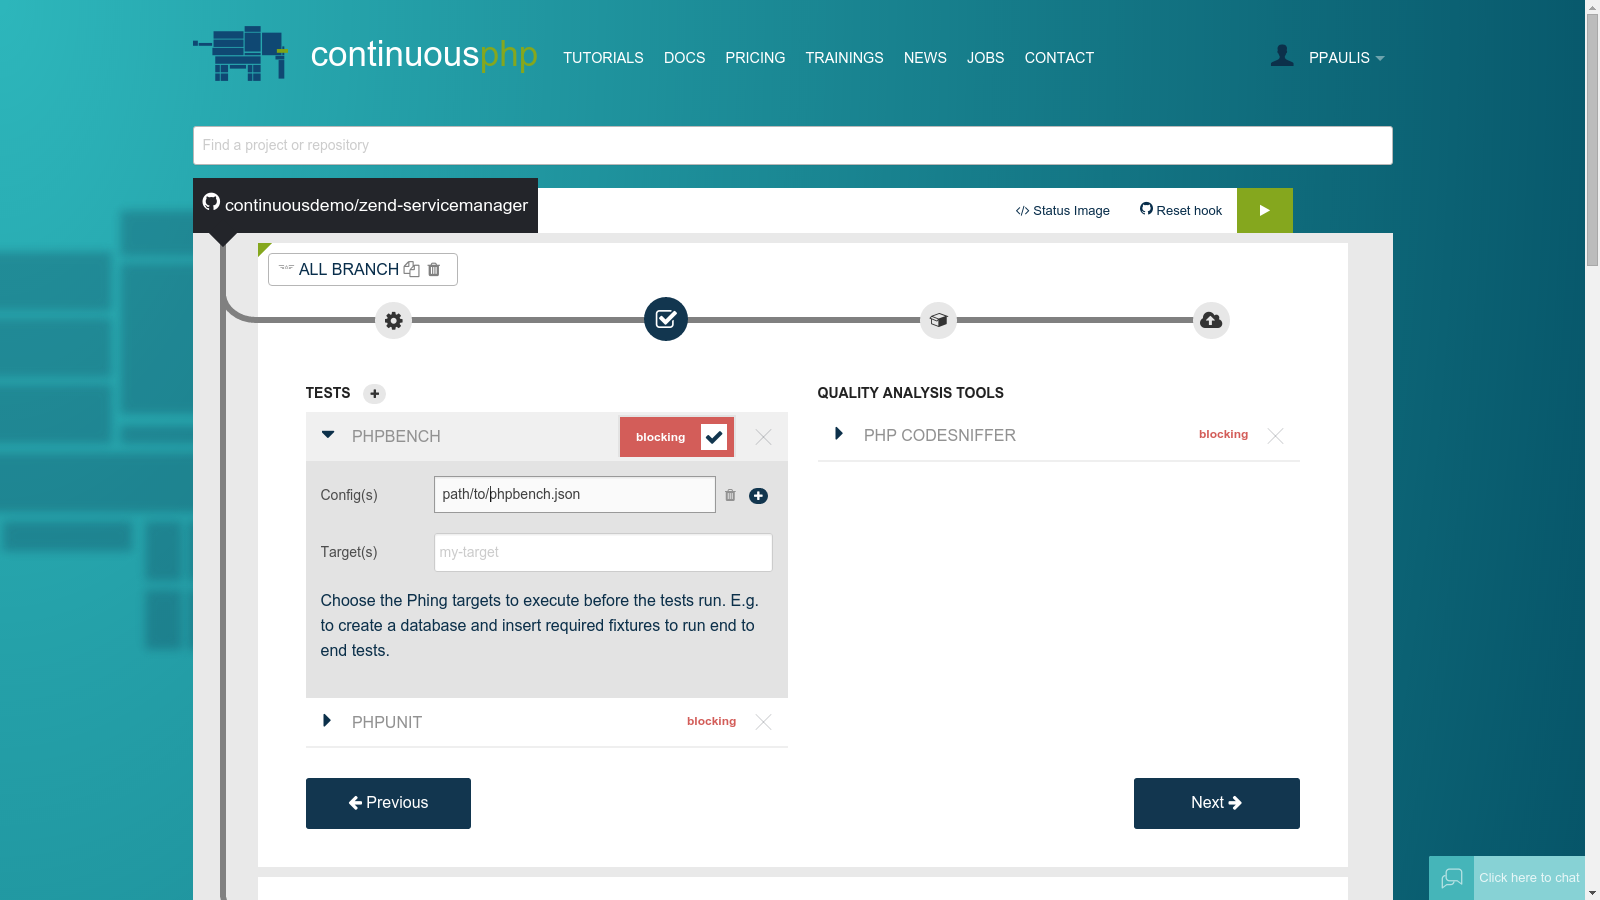 continuousphp
TUTORIALS DOCS PRICING TRAININGS NEWS JOBS CONTACT
PPAULIS
Find a project or repository
continuousdemo/zend-servicemanager
</> Status Image
Reset hook
ALL BRANCH
TESTS
PHPBENCH
blocking
Config(s)
path/to/phpbench.json
Target(s)
my-target
Choose the Phing targets to execute before the tests run. E.g.
to create a database and insert required fixtures to run end to
end tests.
PHPUNIT
blocking
QUALITY ANALYSIS TOOLS
PHP CODESNIFFER
blocking
Previous
Next
Click here to chat